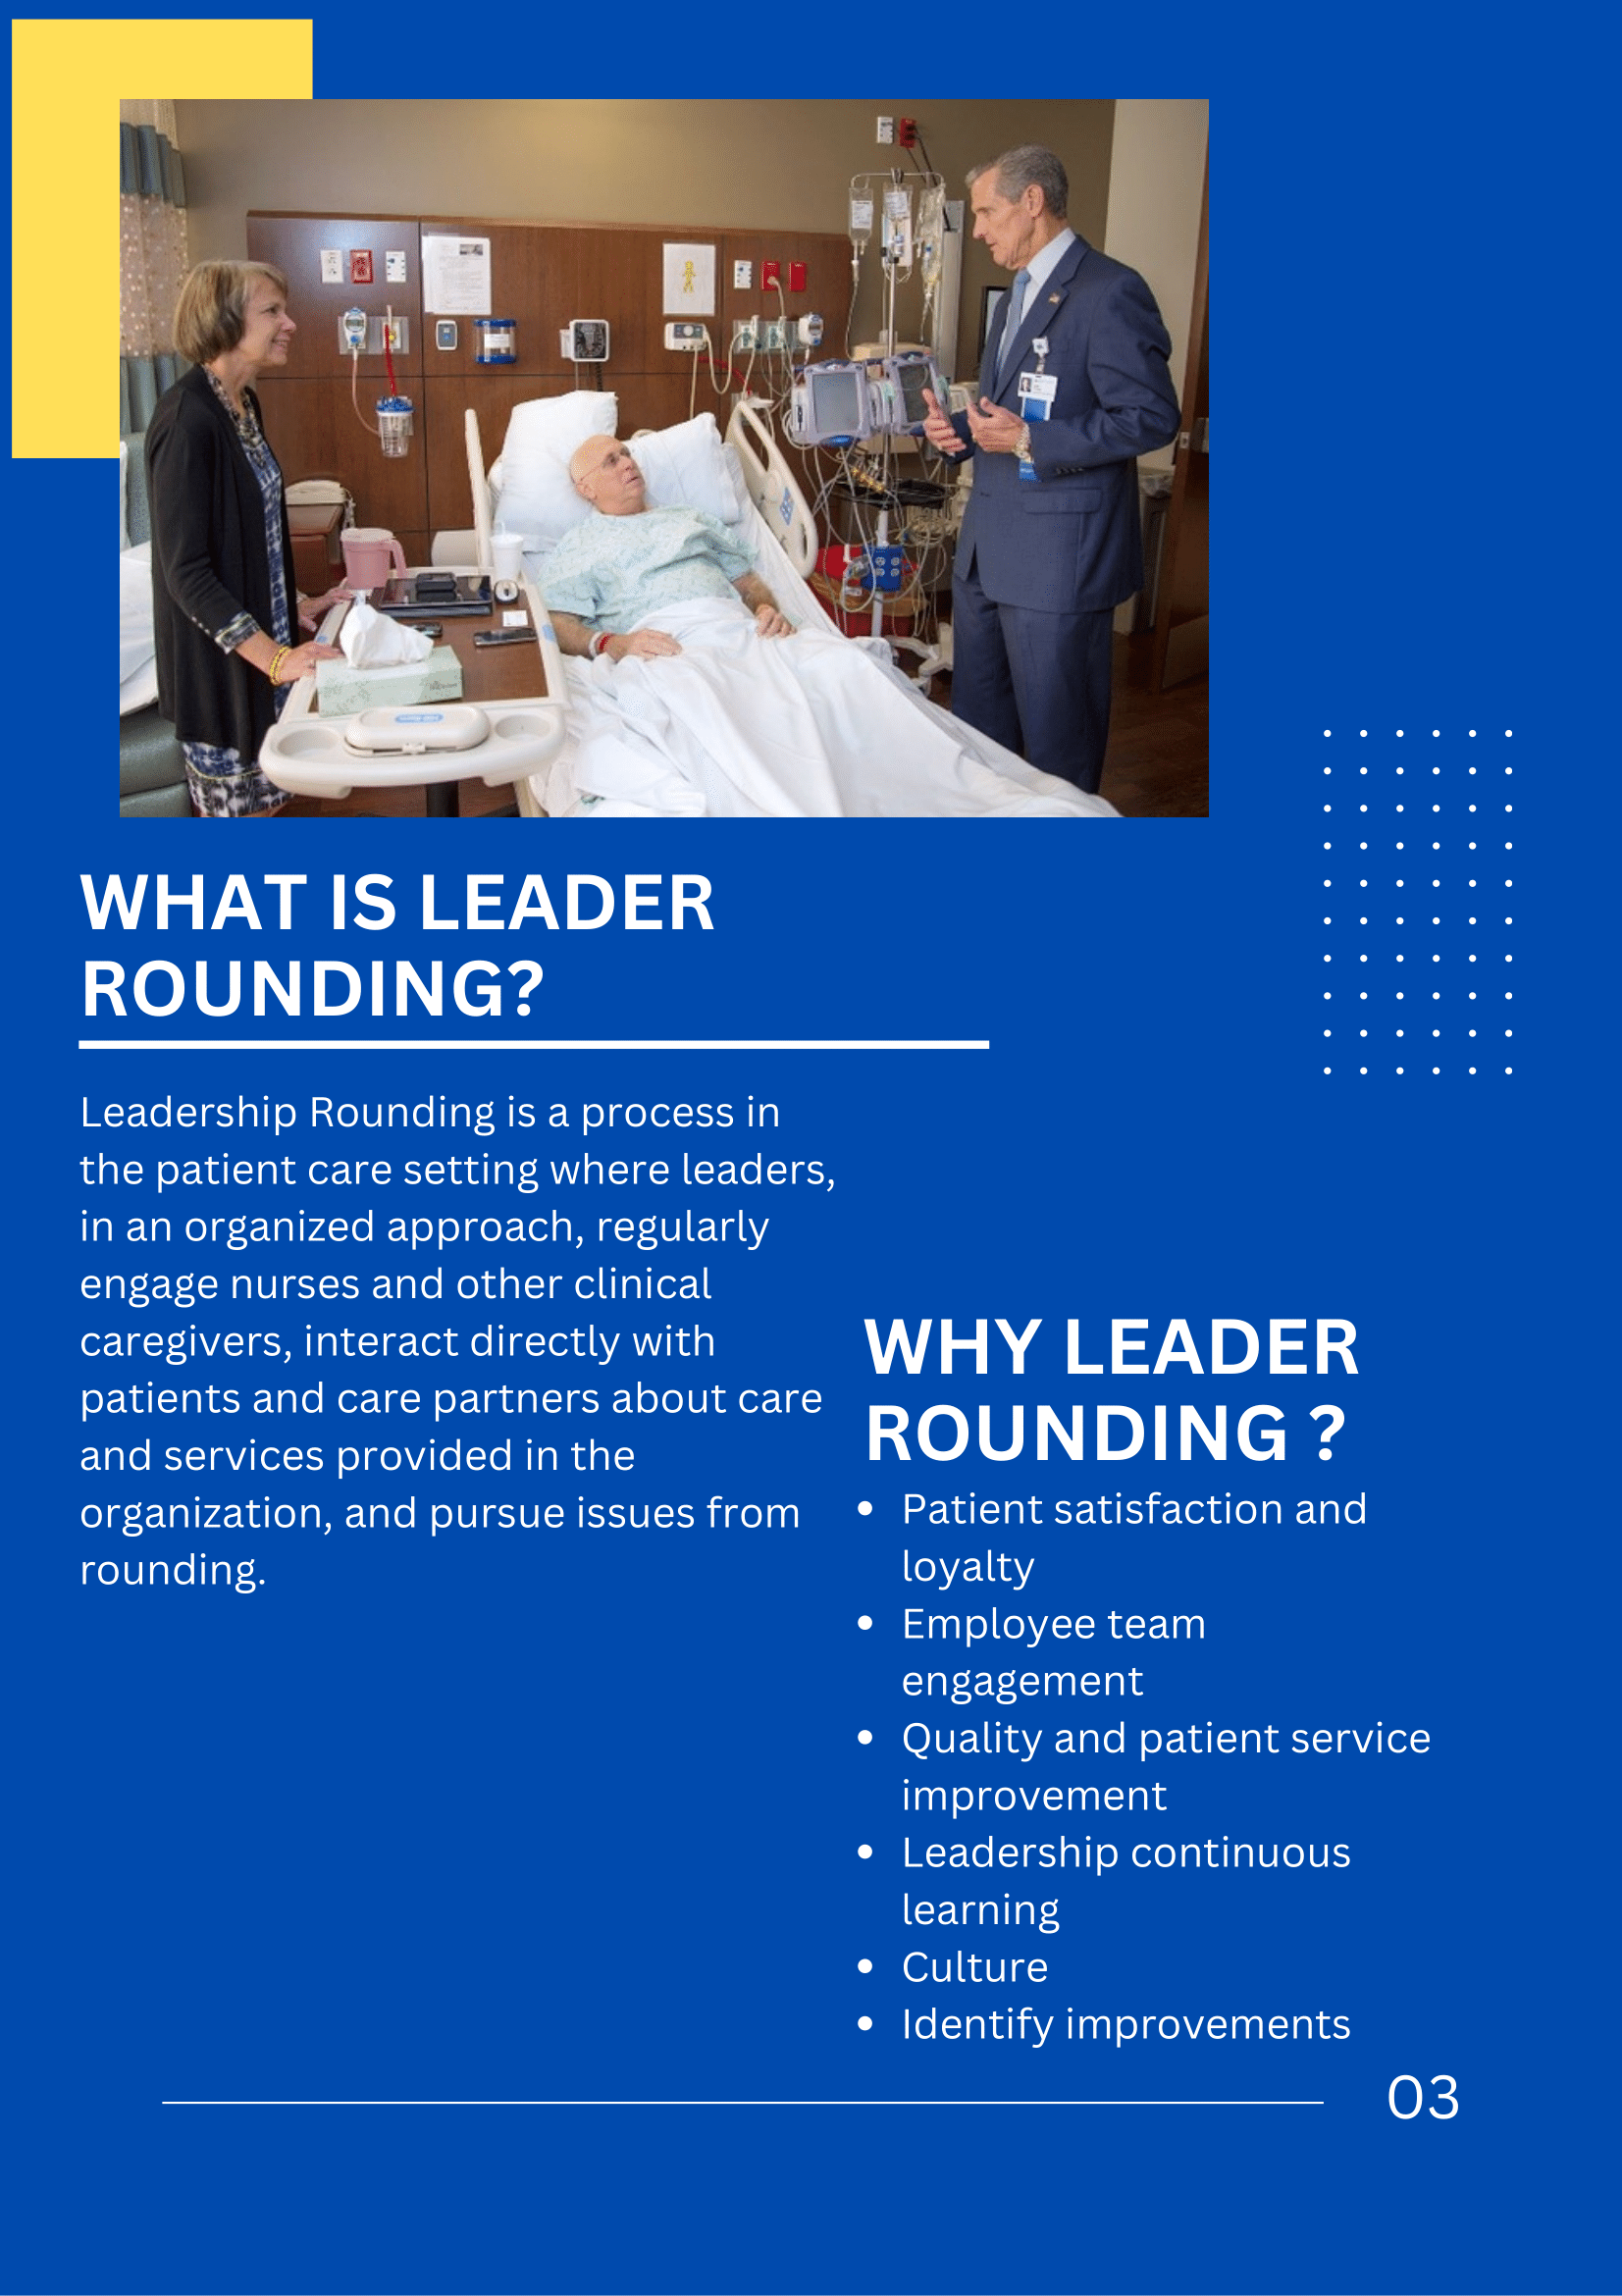 WHAT IS LEADER
ROUNDING?
Leadership Rounding is a process in
the patient care setting where leaders,
in an organized approach, regularly
engage nurses and other clinical
caregivers, interact directly with
patients and care partners about care
and services provided in the
organization, and pursue issues from
rounding.
WHY LEADER
ROUNDING ?
• Patient satisfaction and
loyalty
• Employee team
engagement
• Quality and patient service
improvement
• Leadership continuous
learning
• Culture
• Identify improvements
03